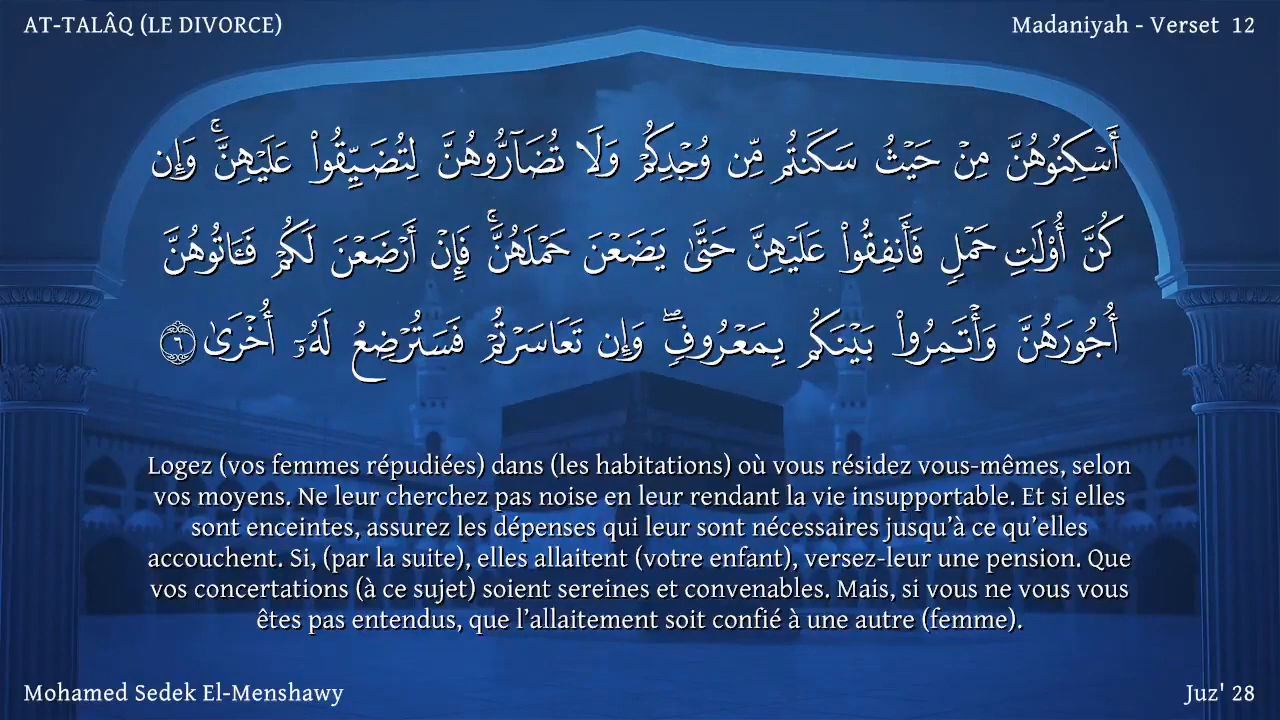 AT-TALÂQ (LE DIVORCE)
Madaniyah - Verset 12
أَسْكِنُوهُنَّ مِنْ حَيْثُ سَكَنتُم مِّن وُجْدِكُمْ وَلَا تُضَآرُّوهُنَّ لِتُضَيِّقُوا۟ عَلَيْهِنَّ ۚ وَإِن
كُنَّ أُو۟لَـٰتِ حَمْلٍ فَأَنفِقُوا۟ عَلَيْهِنَّ حَتَّىٰ يَضَعْنَ حَمْلَهُنَّ ۚ فَإِنْ أَرْضَعْنَ لَكُمْ فَـَٔاتُوهُنَّ
أُجُورَهُنَّ وَأْتَمِرُوا۟ بَيْنَكُم بِمَعْرُوفٍ ۖ وَإِن تَعَاسَرْتُمْ فَسَتُرْضِعُ لَهُۥٓ أُخْرَىٰ ٦
Logez (vos femmes répudiées) dans (les habitations) où vous résidez vous-mêmes, selon
vos moyens. Ne leur cherchez pas noise en leur rendant la vie insupportable. Et si elles
sont enceintes, assurez les dépenses qui leur sont nécessaires jusqu’à ce qu’elles
accouchent. Si, (par la suite), elles allaitent (votre enfant), versez-leur une pension. Que
vos concertations (à ce sujet) soient sereines et convenables. Mais, si vous ne vous vous
êtes pas entendus, que l’allaitement soit confié à une autre (femme).
Mohamed Sedek El-Menshawy
Juz' 28